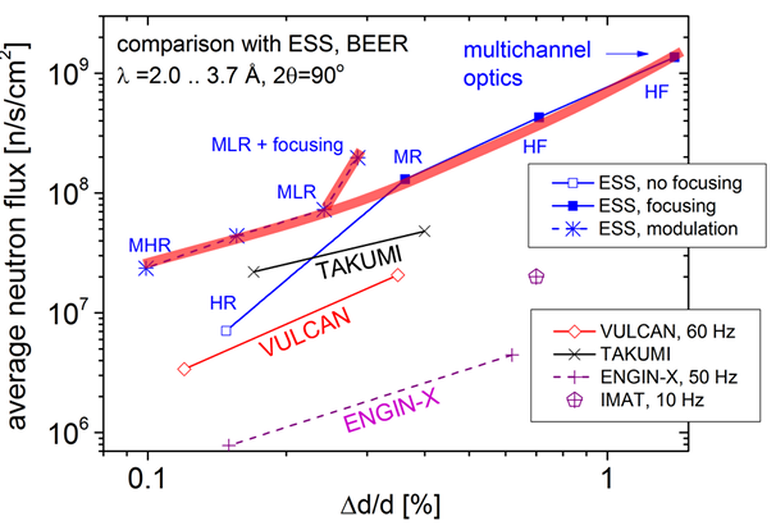 comparison with ESS, BEER
λ =2.0 .. 3.7 Å, 2θ=90°
multichannel
optics
HF
HF
MLR + focusing
MR
MLR
MHR
HR
TAKUMI
VULCAN
ENGIN-X
ESS, no focusing
ESS, focusing
ESS, modulation
VULCAN, 60 Hz
TAKUMI
ENGIN-X, 50 Hz
IMAT, 10 Hz
average neutron flux [n/s/cm²]
10⁹
10⁸
10⁷
10⁶
0.1
1
Δd/d [%]